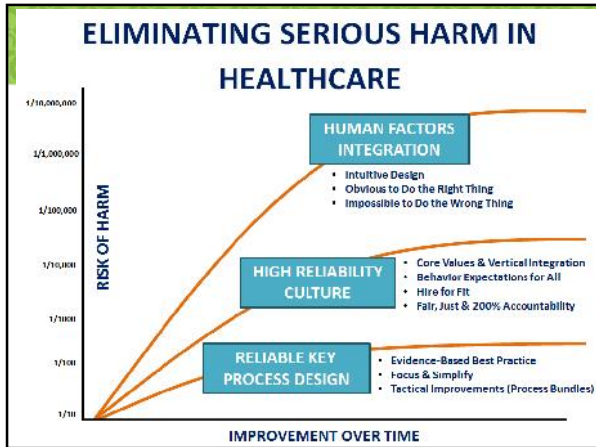 ELIMINATING SERIOUS HARM IN
HEALTHCARE
1/10,000,000
1/1,000,000
1/100,000
1/10,000
1/1000
1/100
1/10
RISK OF HARM
HUMAN FACTORS
INTEGRATION
• Intuitive Design
• Obvious to Do the Right Thing
• Impossible to Do the Wrong Thing
HIGH RELIABILITY
CULTURE
• Core Values & Vertical Integration
• Behavior Expectations for All
• Hire for Fit
• Fair, Just & 200% Accountability
RELIABLE KEY
PROCESS DESIGN
• Evidence-Based Best Practice
• Focus & Simplify
• Tactical Improvements (Process Bundles)
IMPROVEMENT OVER TIME